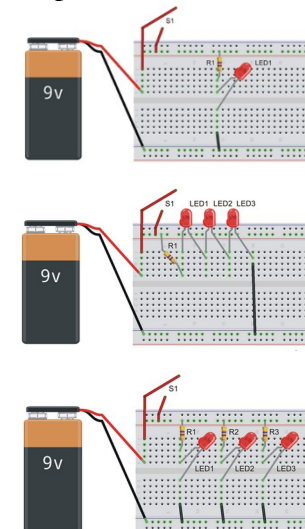 S1
R1 LED1
9v
S1 LED1 LED2 LED3
R1
9v
S1
R1 R2 R3
9v
LED1 LED2 LED3